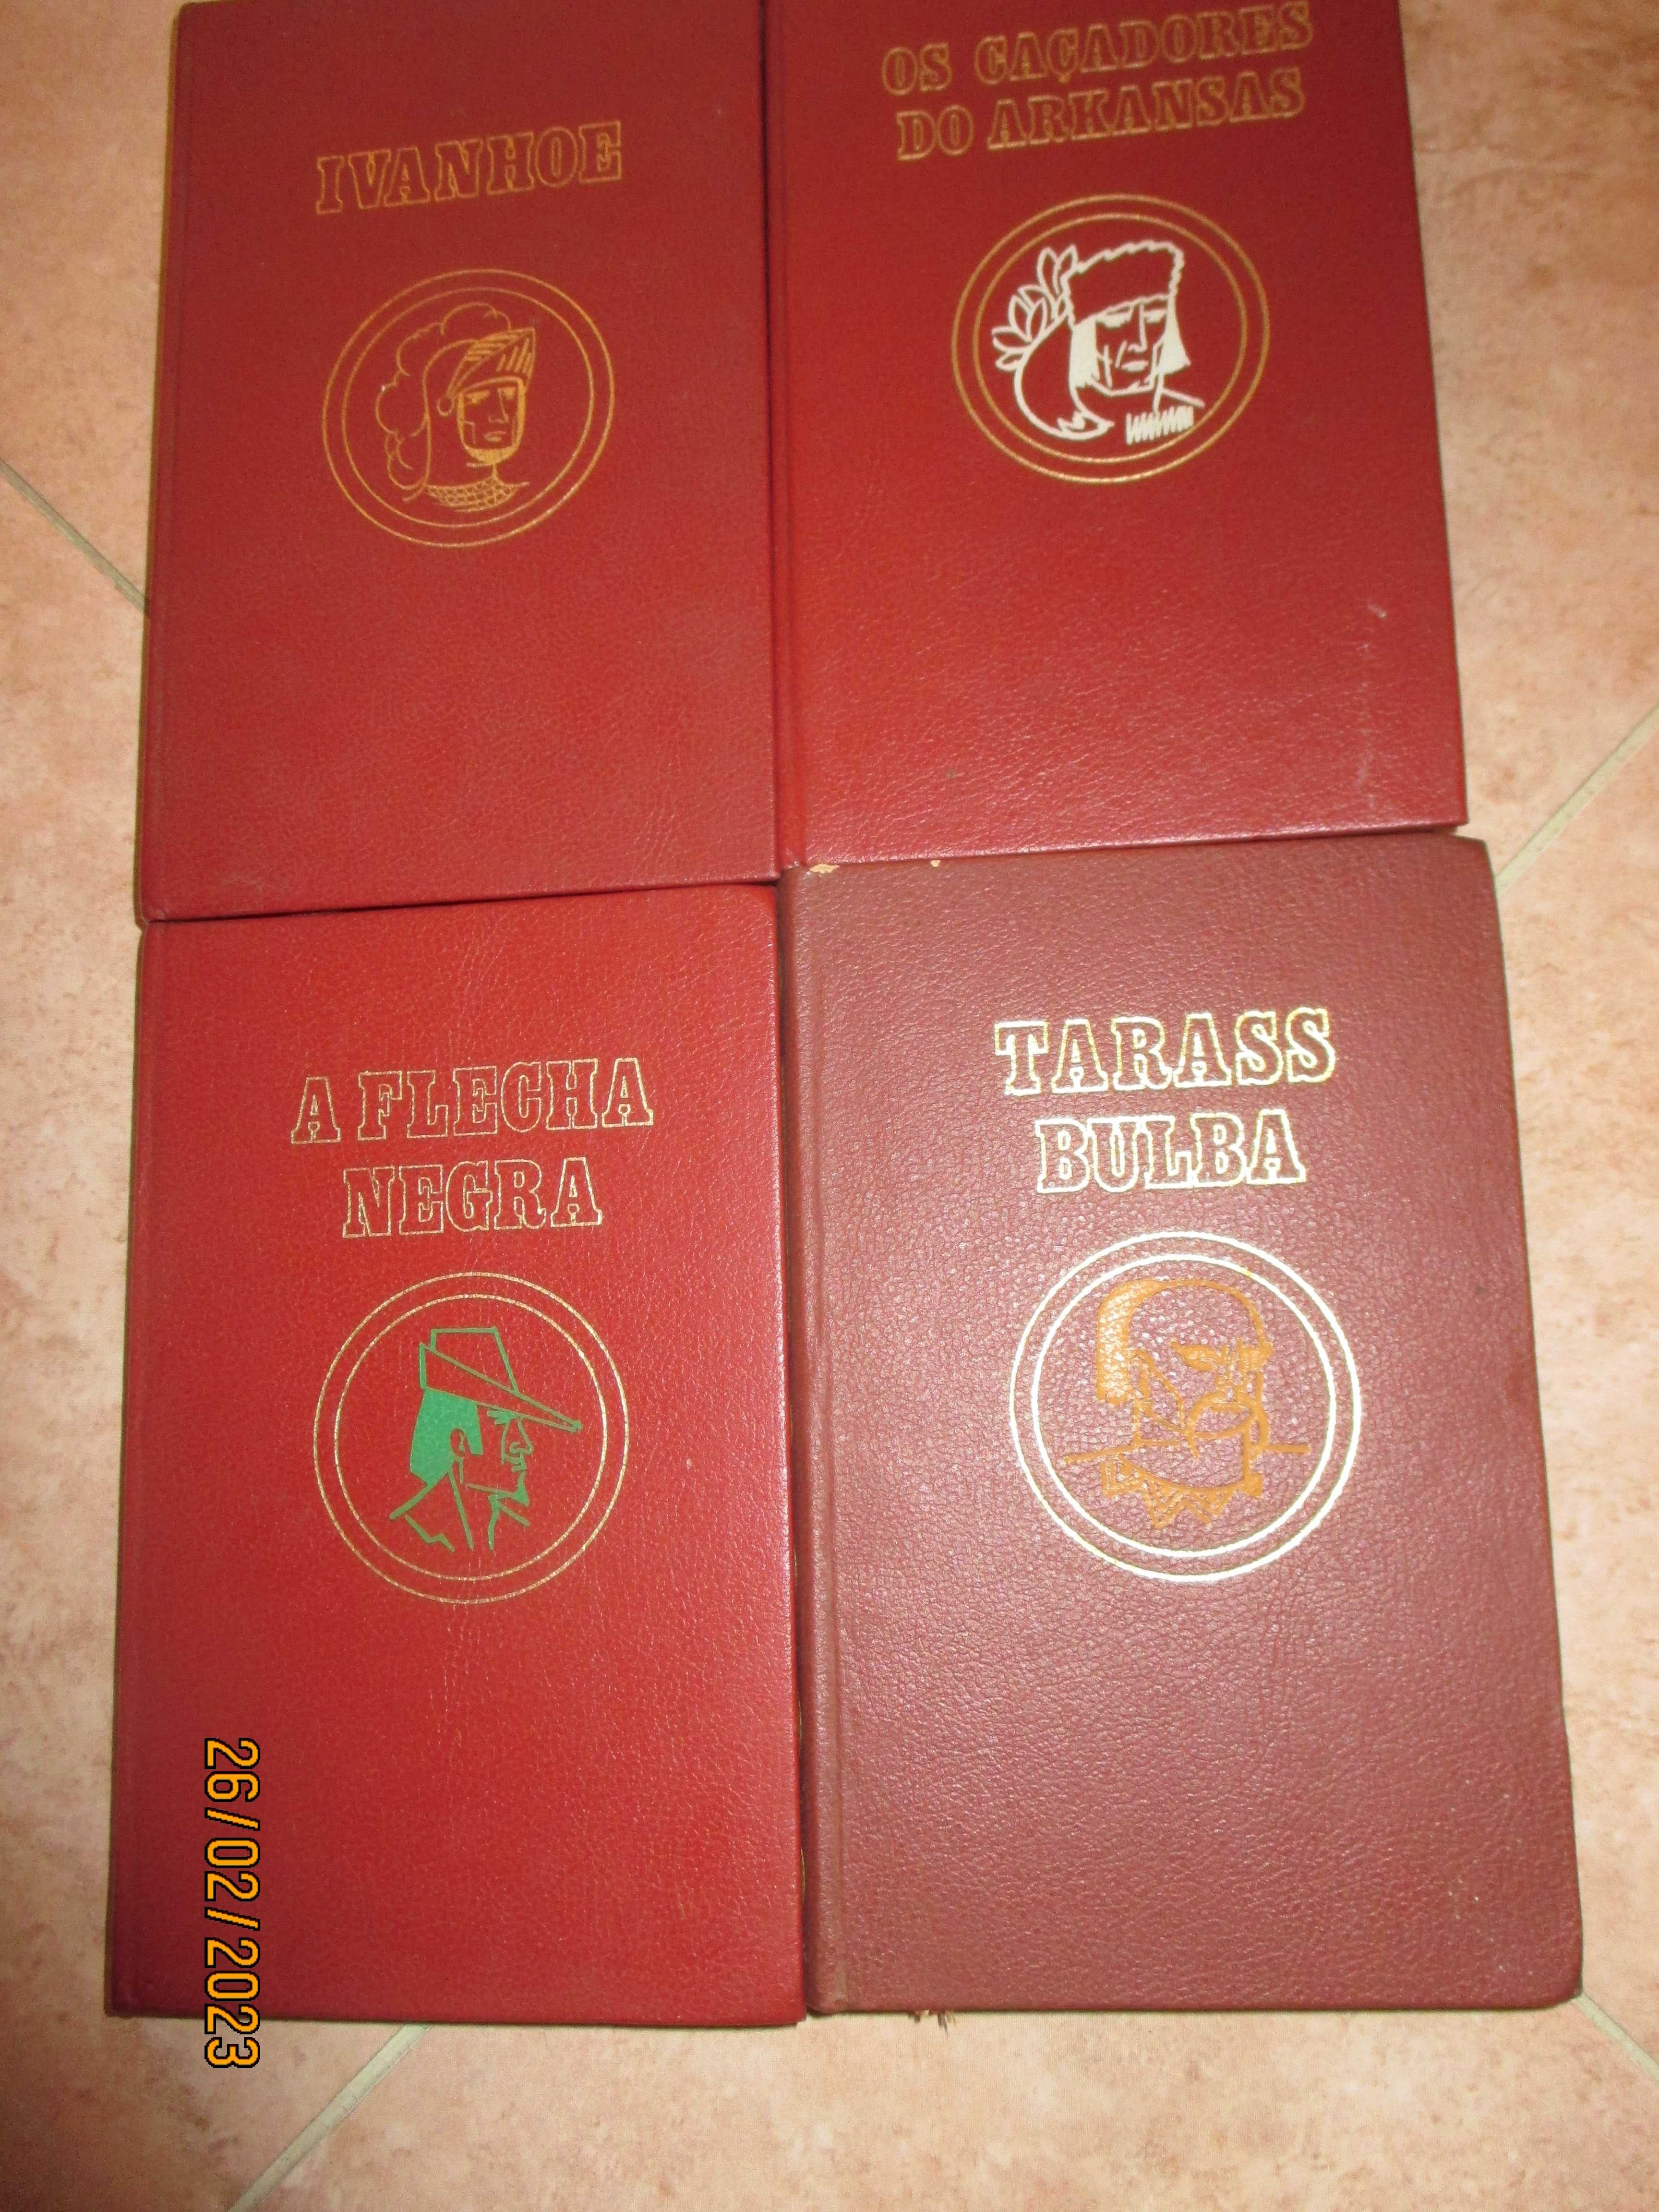 IVANHOE
OS CAÇADORES
DO ARKANSAS
A FLECHA
NEGRA
TARASS
BULBA
26/02/2023